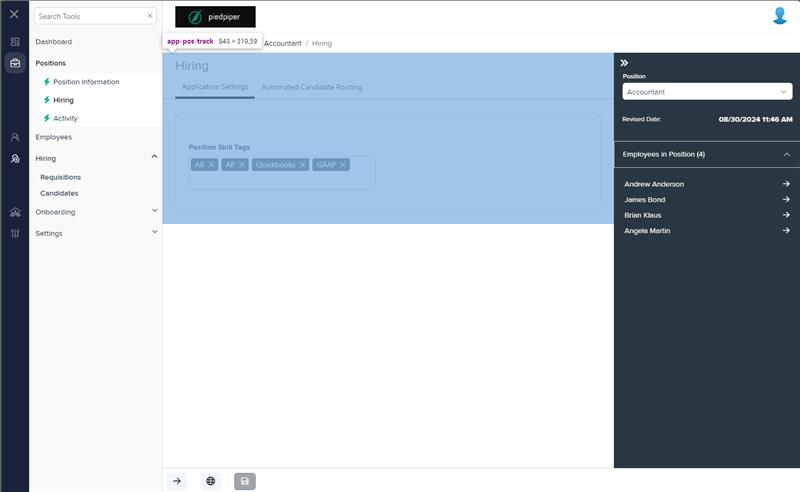 Search Tools
piedpiper
Dashboard
app-pos-track 843 × 319.59
Accountant / Hiring
Positions
Hiring
Position Information
Application Settings
Automated Candidate Routing
Hiring
Activity
Employees
Position Skill Tags
Hiring
AR AP Quickbooks GAAP
Requisitions
Candidates
Onboarding
Settings
Position
Accountant
Revised Date: 08/30/2024 11:46 AM
Employees in Position (4)
Andrew Anderson
James Bond
Brian Klaus
Angela Martin